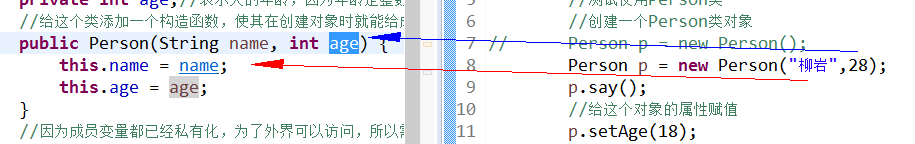 private int age;//表示人的年龄，因为年龄是整数
//给这个类添加一个构造函数，使其在创建对象时就能给成
public Person(String name, int age) {
this.name = name;
this.age = age;
}
//因为成员变量都已经私有化，为了外界可以访问，所以需
//测试使用Person类
6 //创建一个Person类对象
7 // Person p = new Person();
8 Person p = new Person("柳岩",28);
9 p.say();
10 //给这个对象的属性赋值
11 p.setAge(18);